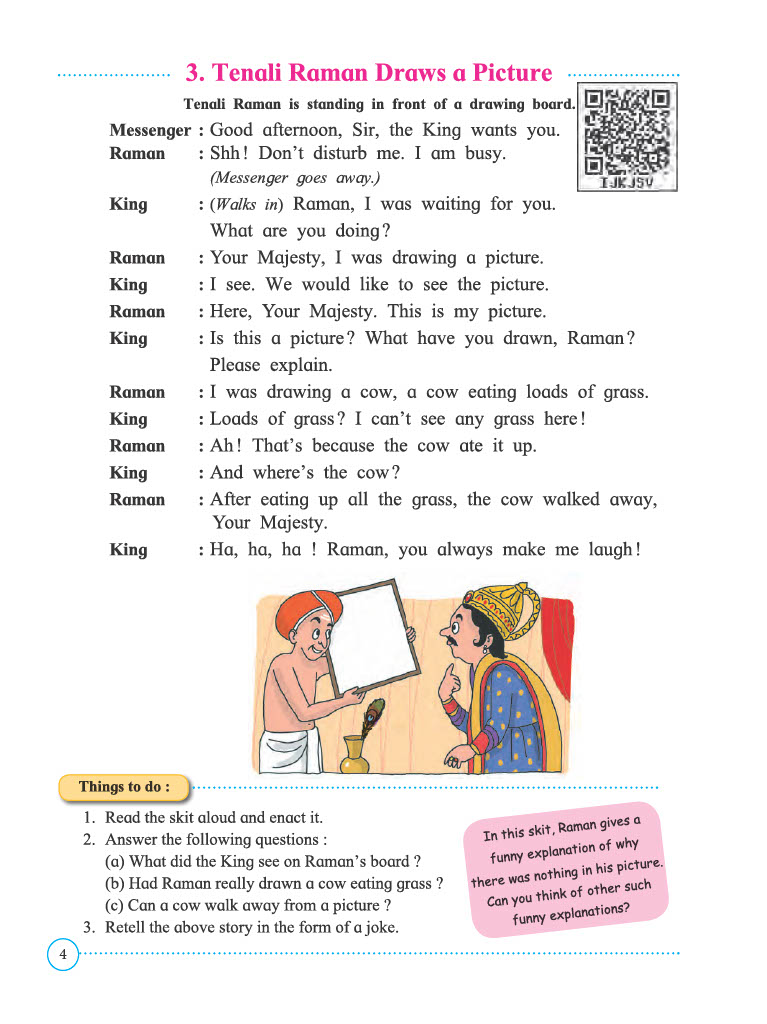 3. Tenali Raman Draws a Picture
Tenali Raman is standing in front of a drawing board.
Messenger : Good afternoon, Sir, the King wants you.
Raman : Shh! Don't disturb me. I am busy.
(Messenger goes away.)
King : (Walks in) Raman, I was waiting for you.
What are you doing?
Raman : Your Majesty, I was drawing a picture.
King : I see. We would like to see the picture.
Raman : Here, Your Majesty. This is my picture.
King : Is this a picture? What have you drawn, Raman?
Please explain.
Raman : I was drawing a cow, a cow eating loads of grass.
King : Loads of grass? I can't see any grass here!
Raman : Ah! That's because the cow ate it up.
King : And where's the cow?
Raman : After eating up all the grass, the cow walked away,
Your Majesty.
King : Ha, ha, ha ! Raman, you always make me laugh!
IJKJSV
Things to do :
1. Read the skit aloud and enact it.
2. Answer the following questions :
(a) What did the King see on Raman's board ?
(b) Had Raman really drawn a cow eating grass ?
(c) Can a cow walk away from a picture ?
3. Retell the above story in the form of a joke.
In this skit, Raman gives a
funny explanation of why
there was nothing in his picture.
Can you think of other such
funny explanations?
4